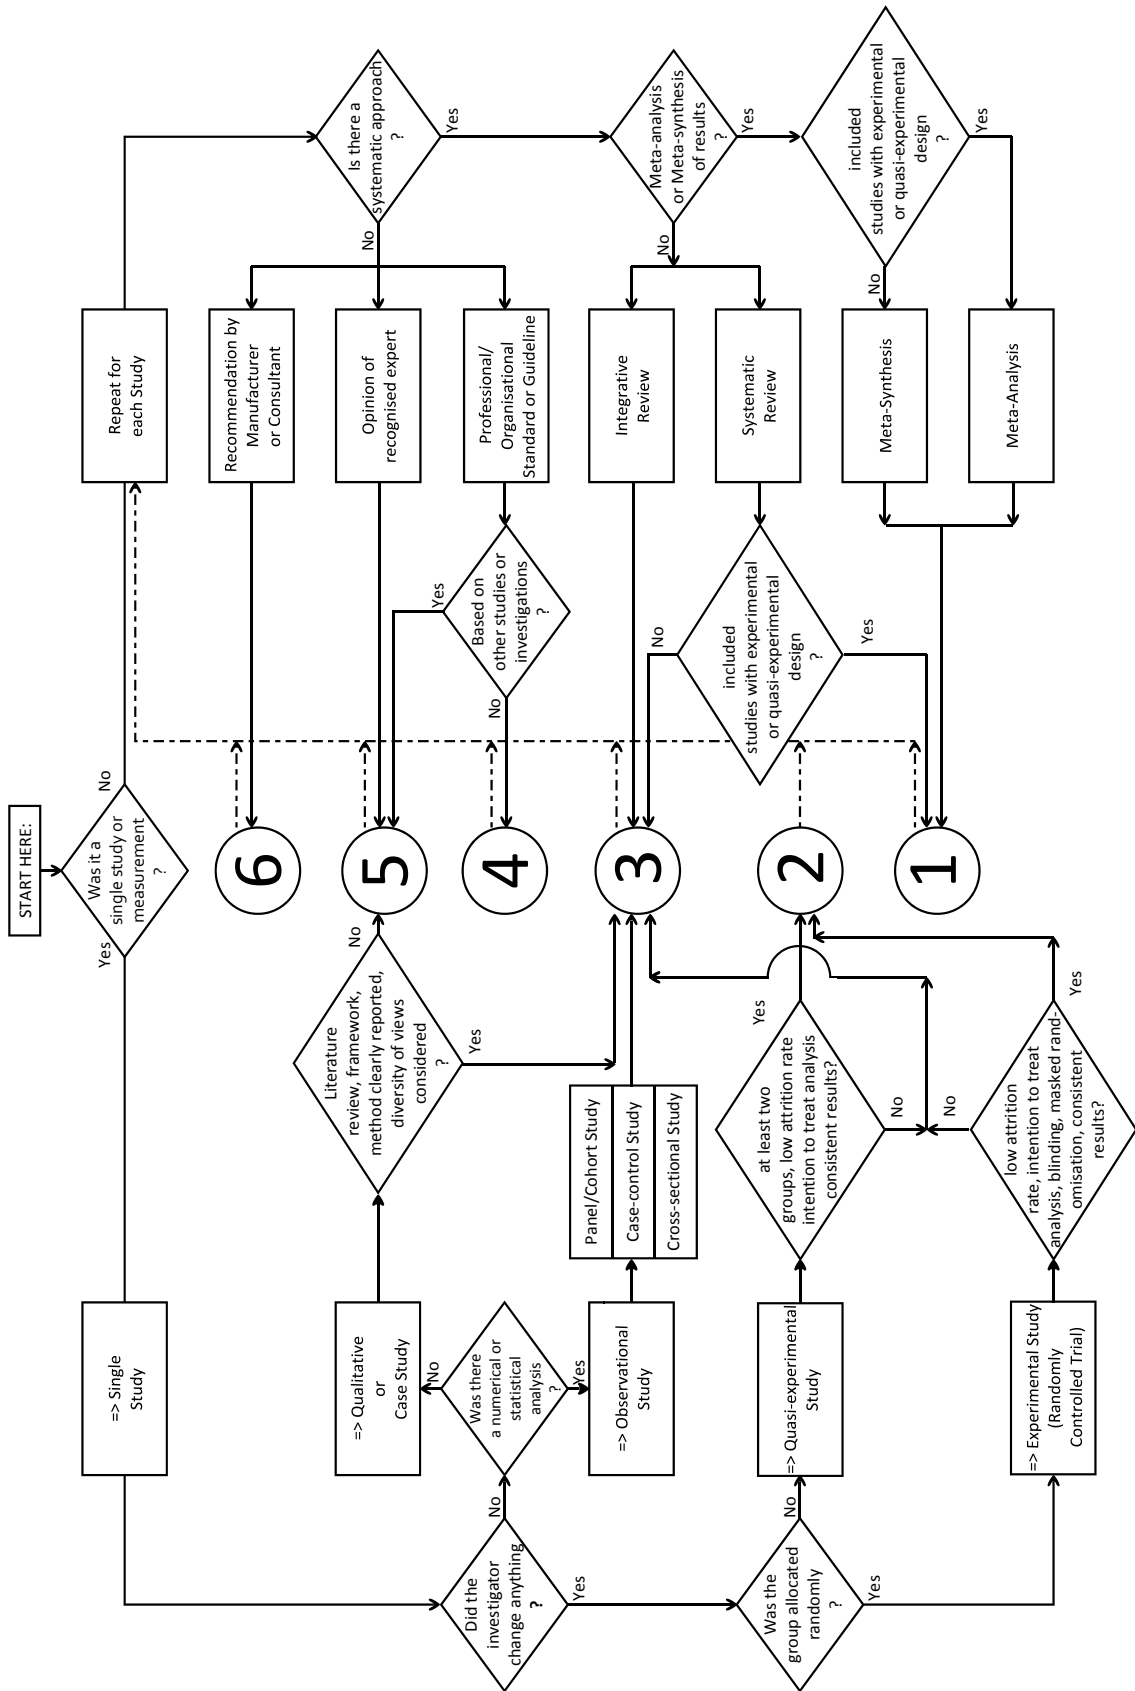 START HERE:
Was it a
single study or
measurement
?
Yes
No
=> Single
Study
Repeat for
each Study
Did the
investigator
change anything
?
No
Yes
Was there
a numerical or
statistical
analysis
?
No
Yes
=> Qualitative
or
Case Study
Literature
review, framework,
method clearly reported,
diversity of views
considered
?
No
Yes
=> Observational
Study
Panel/Cohort Study
Case-control Study
Cross-sectional Study
Was the
group allocated
randomly
?
No
Yes
=> Quasi-experimental
Study
at least two
groups, low attrition rate
intention to treat analysis
consistent results?
Yes
No
=> Experimental Study
(Randomly
Controlled Trial)
low attrition
rate, intention to treat
analysis, blinding, masked rand-
omisation, consistent
results?
No
Yes
6
5
4
3
2
1
Is there a
systematic approach
?
No
Yes
Recommendation by
Manufacturer
or Consultant
Opinion of
recognised expert
Professional/
Organisational
Standard or Guideline
Based on
other studies or
investigations
?
Yes
No
Meta-analysis
or Meta-synthesis
of results
?
No
Yes
Integrative
Review
Systematic
Review
included
studies with experimental
or quasi-experimental
design
?
No
Yes
included
studies with experimental
or quasi-experimental
design
?
No
Yes
Meta-Synthesis
Meta-Analysis